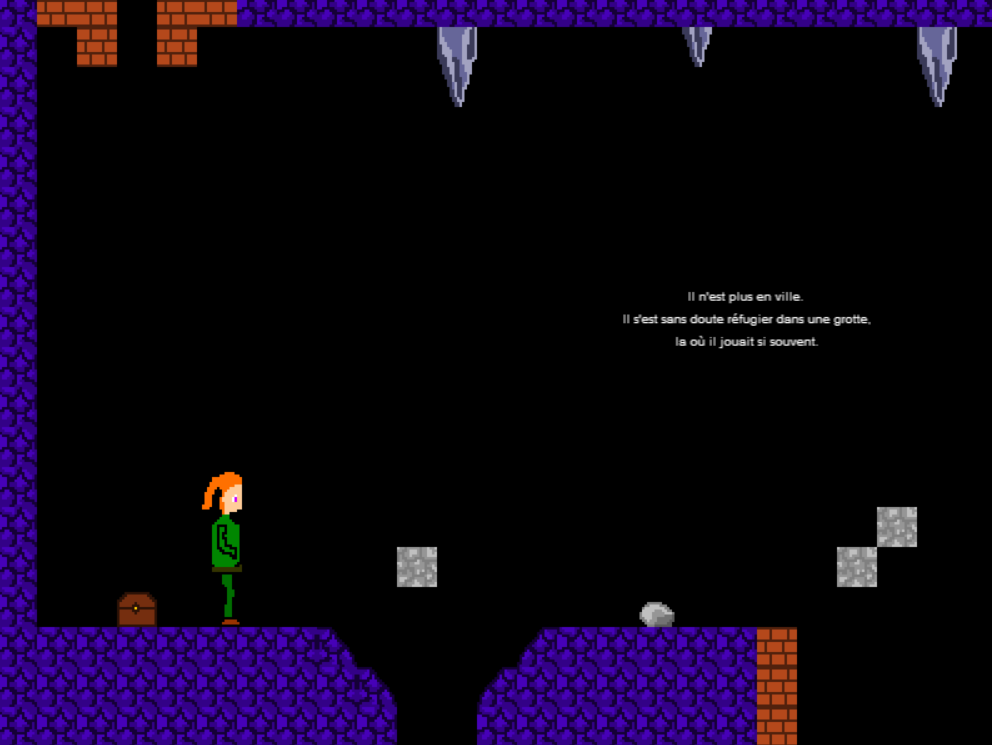 Il n'est plus en ville.
Il s'est sans doute réfugier dans une grotte,
la où il jouait si souvent.